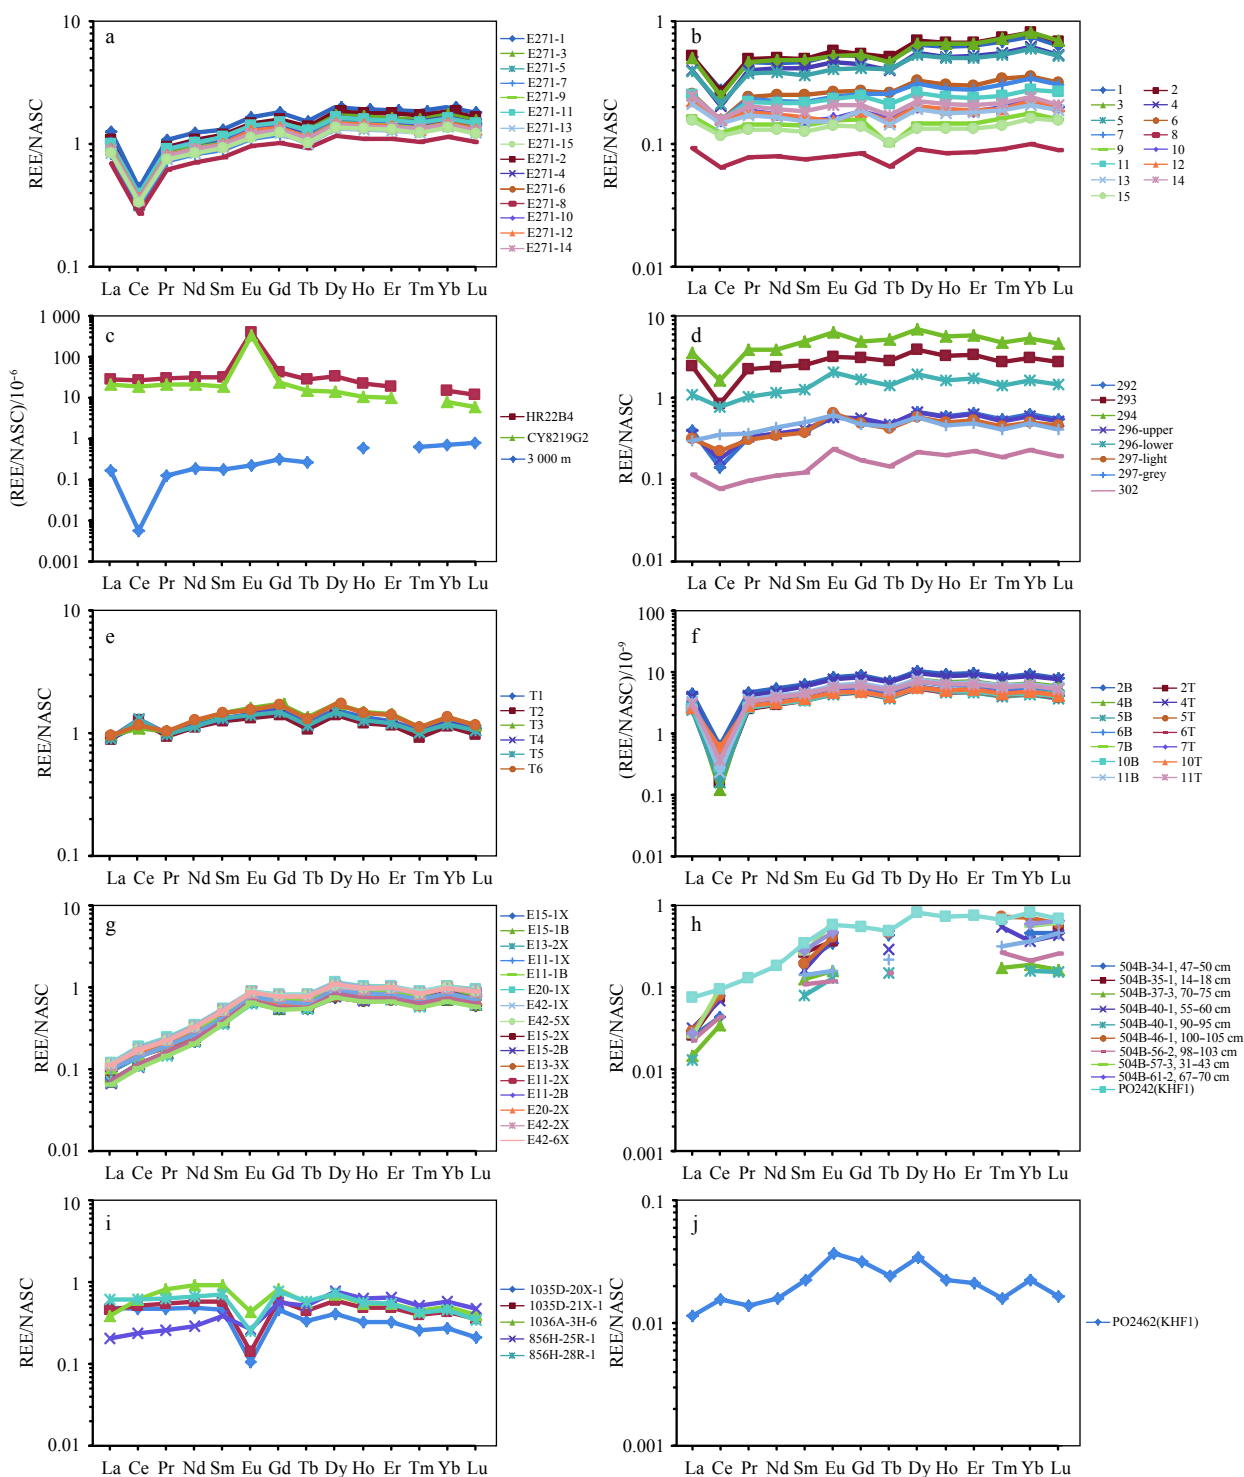 a
10
1
0.1
REE/NASC
La Ce Pr Nd Sm Eu Gd Tb Dy Ho Er Tm Yb Lu
E271-1
E271-3
E271-5
E271-7
E271-9
E271-11
E271-13
E271-15
E271-2
E271-4
E271-6
E271-8
E271-10
E271-12
E271-14
b
1
0.1
0.01
REE/NASC
La Ce Pr Nd Sm Eu Gd Tb Dy Ho Er Tm Yb Lu
1 2
3 4
5 6
7 8
9 10
11 12
13 14
15
c
1 000
100
10
1
0.1
0.01
0.001
(REE/NASC)/10⁻⁶
La Ce Pr Nd Sm Eu Gd Tb Dy Ho Er Tm Yb Lu
HR22B4
CY8219G2
3 000 m
d
10
1
0.1
0.01
REE/NASC
La Ce Pr Nd Sm Eu Gd Tb Dy Ho Er Tm Yb Lu
292
293
294
296-upper
296-lower
297-light
297-grey
302
e
10
1
0.1
REE/NASC
La Ce Pr Nd Sm Eu Gd Tb Dy Ho Er Tm Yb Lu
T1
T2
T3
T4
T5
T6
f
100
10
1
0.1
0.01
(REE/NASC)/10⁻⁹
La Ce Pr Nd Sm Eu Gd Tb Dy Ho Er Tm Yb Lu
2B 2T
4B 4T
5B 5T
6B 6T
7B 7T
10B 10T
11B 11T
g
10
1
0.1
0.01
REE/NASC
La Ce Pr Nd Sm Eu Gd Tb Dy Ho Er Tm Yb Lu
E15-1X
E15-1B
E13-2X
E11-1X
E11-1B
E20-1X
E42-1X
E42-5X
E15-2X
E15-2B
E13-3X
E11-2X
E11-2B
E20-2X
E42-2X
E42-6X
h
1
0.1
0.01
0.001
REE/NASC
La Ce Pr Nd Sm Eu Gd Tb Dy Ho Er Tm Yb Lu
504B-34-1, 47–50 cm
504B-35-1, 14–18 cm
504B-37-3, 70–75 cm
504B-40-1, 55–60 cm
504B-40-1, 90–95 cm
504B-46-1, 100–105 cm
504B-56-2, 98–103 cm
504B-57-3, 31–43 cm
504B-61-2, 67–70 cm
PO242(KHF1)
i
10
1
0.1
0.01
REE/NASC
La Ce Pr Nd Sm Eu Gd Tb Dy Ho Er Tm Yb Lu
1035D-20X-1
1035D-21X-1
1036A-3H-6
856H-25R-1
856H-28R-1
j
0.1
0.01
0.001
REE/NASC
La Ce Pr Nd Sm Eu Gd Tb Dy Ho Er Tm Yb Lu
PO2462(KHF1)